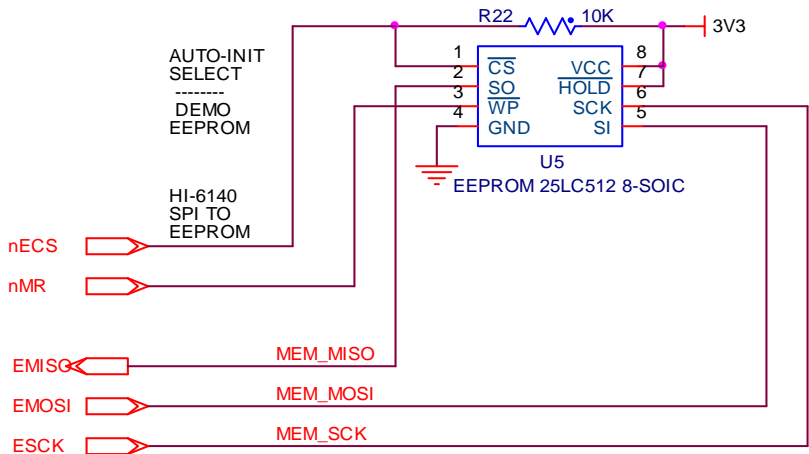 R22 10K
3V3
AUTO-INIT
SELECT
--------
DEMO
EEPROM
1 8
CS VCC
2 7
SO HOLD
3 6
WP SCK
4 5
GND SI
U5
EEPROM 25LC512 8-SOIC
HI-6140
SPI TO
EEPROM
nECS
nMR
EMISO MEM_MISO
EMOSI MEM_MOSI
ESCK MEM_SCK